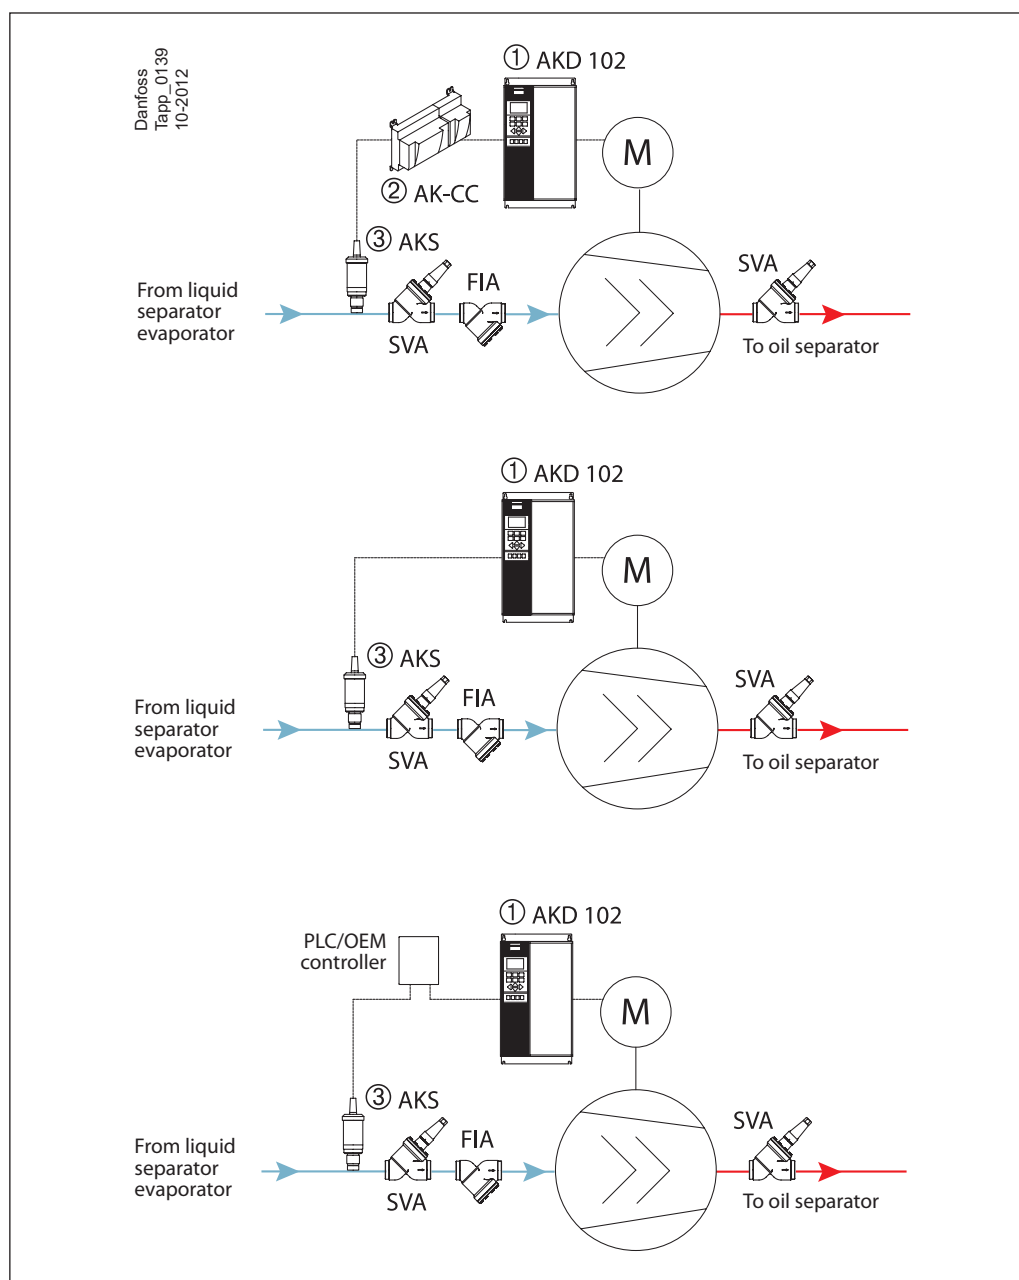 Danfoss
Tapp_0139
10-2012
① AKD 102
M
② AK-CC
③ AKS
FIA
SVA
From liquid
separator
evaporator
SVA
To oil separator
① AKD 102
M
③ AKS
FIA
SVA
From liquid
separator
evaporator
SVA
To oil separator
① AKD 102
PLC/OEM
controller
M
③ AKS
FIA
SVA
From liquid
separator
evaporator
SVA
To oil separator